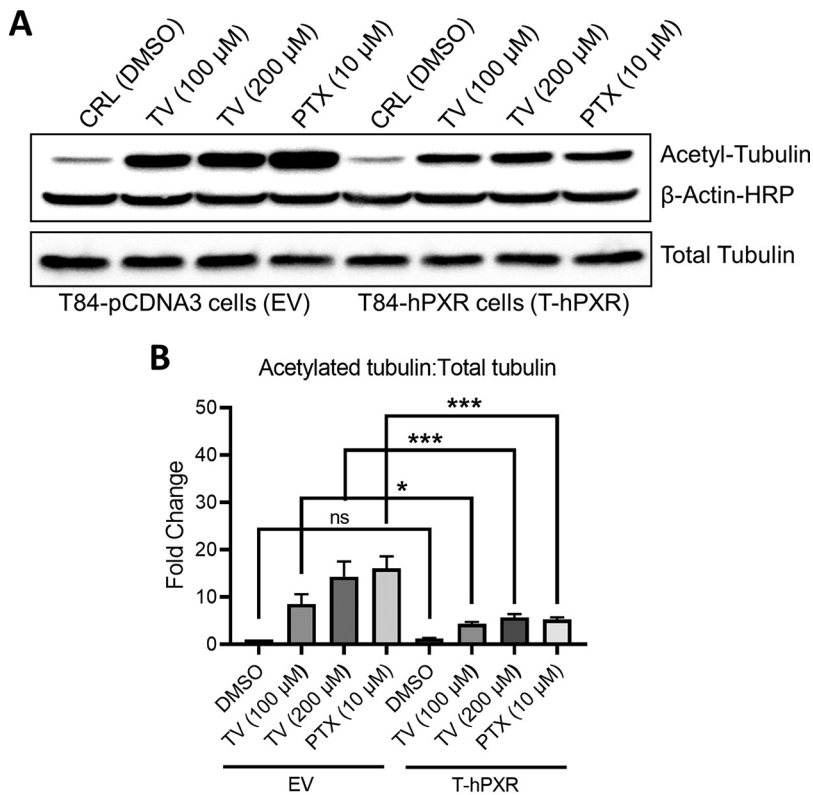 A
CRL (DMSO)
TV (100 µM)
TV (200 µM)
PTX (10 µM)
CRL (DMSO)
TV (100 µM)
TV (200 µM)
PTX (10 µM)
Acetyl-Tubulin
β-Actin-HRP
Total Tubulin
T84-pCDNA3 cells (EV)
T84-hPXR cells (T-hPXR)
B
Acetylated tubulin:Total tubulin
Fold Change
50
40
30
20
10
0
***
***
*
ns
DMSO
TV (100 µM)
TV (200 µM)
PTX (10 µM)
DMSO
TV (100 µM)
TV (200 µM)
PTX (10 µM)
EV
T-hPXR